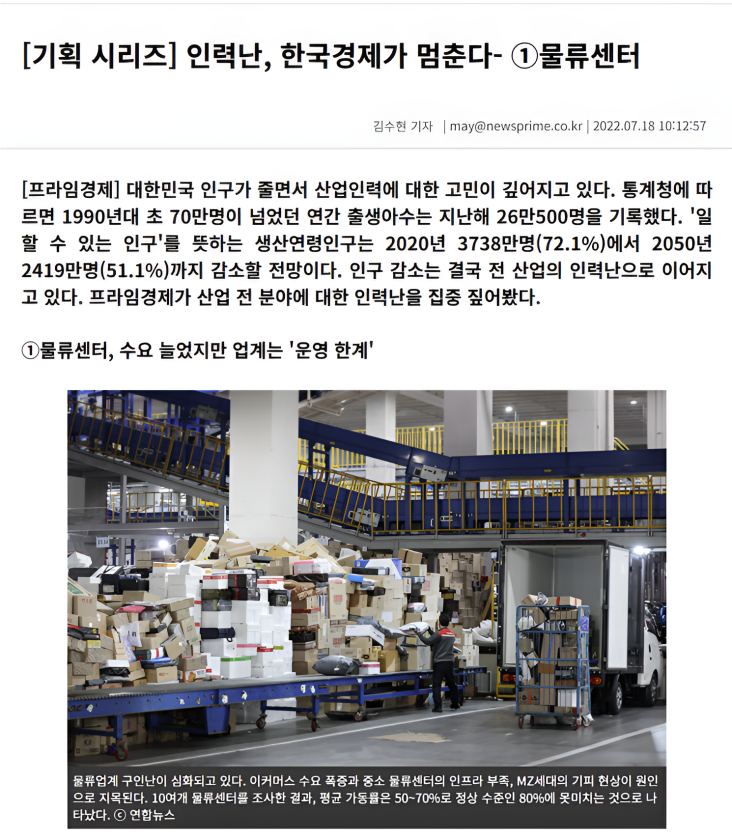 [기획 시리즈] 인력난, 한국경제가 멈춘다- ①물류센터
김수현 기자 | may@newsprime.co.kr | 2022.07.18 10:12:57
[프라임경제] 대한민국 인구가 줄면서 산업인력에 대한 고민이 깊어지고 있다. 통계청에 따
르면 1990년대 초 70만명이 넘었던 연간 출생아수는 지난해 26만500명을 기록했다. '일
할 수 있는 인구'를 뜻하는 생산연령인구는 2020년 3738만명(72.1%)에서 2050년
2419만명(51.1%)까지 감소할 전망이다. 인구 감소는 결국 전 산업의 인력난으로 이어지
고 있다. 프라임경제가 산업 전 분야에 대한 인력난을 집중 짚어봤다.
①물류센터, 수요 늘었지만 업계는 '운영 한계'
물류업계 구인난이 심화되고 있다. 이커머스 수요 폭증과 중소 물류센터의 인프라 부족, MZ세대의 기피 현상이 원인
으로 지목된다. 10여개 물류센터를 조사한 결과, 평균 가동률은 50~70%로 정상 수준인 80%에 못미치는 것으로 나
타났다. ⓒ 연합뉴스